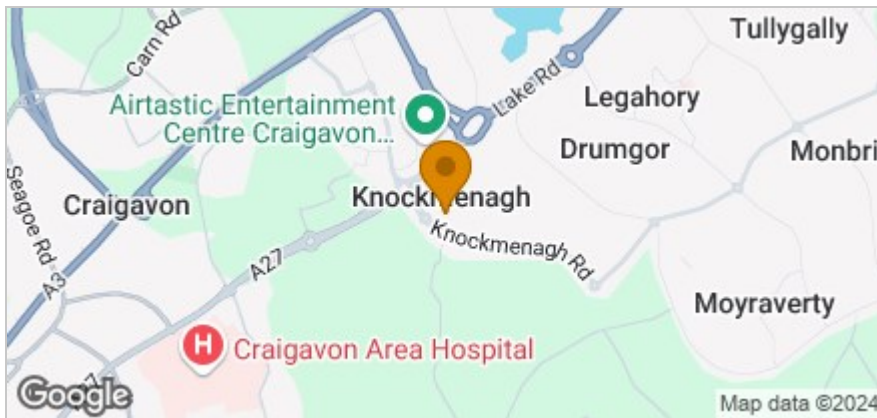 Tullygally
Carn Rd
Lake Rd
Airtastic Entertainment
Centre Craigavon...
Legahory
Drumgor
Monbri
Seagoe Rd
Craigavon
Knockmenagh
Knockmenagh Rd
A27
A3
Moyraverty
H
Craigavon Area Hospital
Google
Map data ©2024